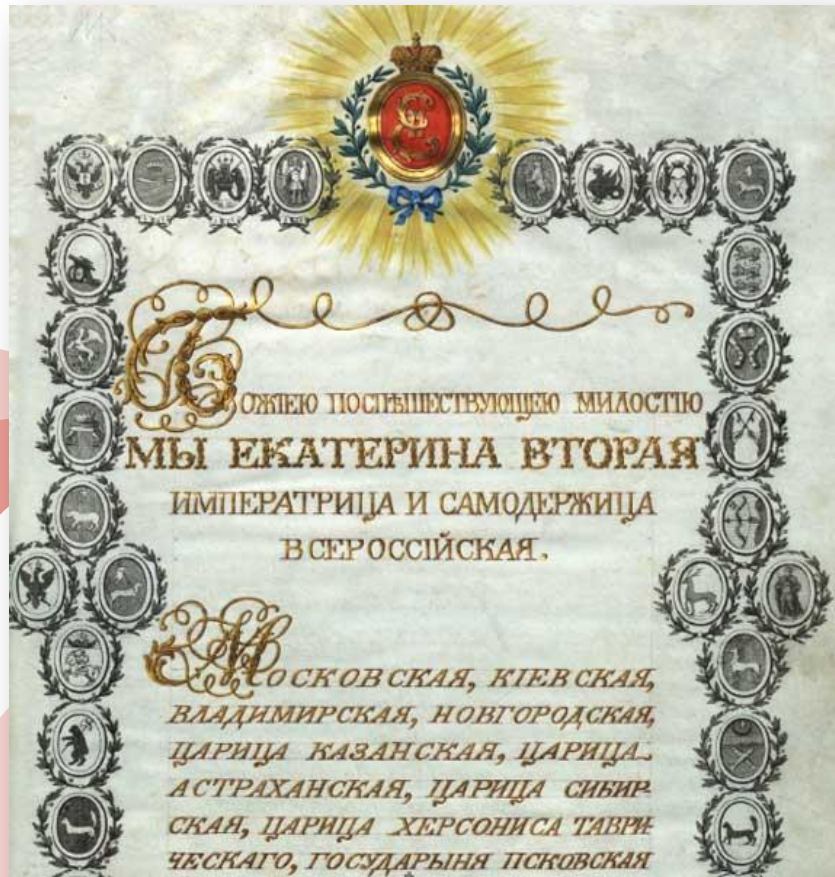 Божіею поспѣшествующею милостію
МЫ ЕКАТЕРИНА ВТОРАЯ
ИМПЕРАТРИЦА И САМОДЕРЖИЦА
ВСЕРОССІЙСКАЯ.
МОСКОВСКАЯ, КІЕВСКАЯ,
ВЛАДИМИРСКАЯ, НОВГОРОДСКАЯ,
ЦАРИЦА КАЗАНСКАЯ, ЦАРИЦА
АСТРАХАНСКАЯ, ЦАРИЦА СИБИР-
СКАЯ, ЦАРИЦА ХЕРСОНИСА ТАВРИ-
ЧЕСКАГО, ГОСУДАРЫНЯ ПСКОВСКАЯ